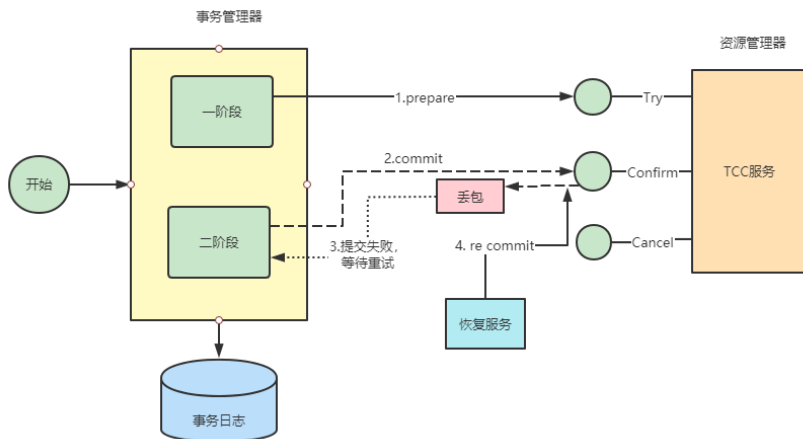 事务管理器
资源管理器
一阶段
1.prepare
Try
2.commit
开始
丢包
Confirm
TCC服务
二阶段
3.提交失败，
等待重试
4. re commit
Cancel
恢复服务
事务日志